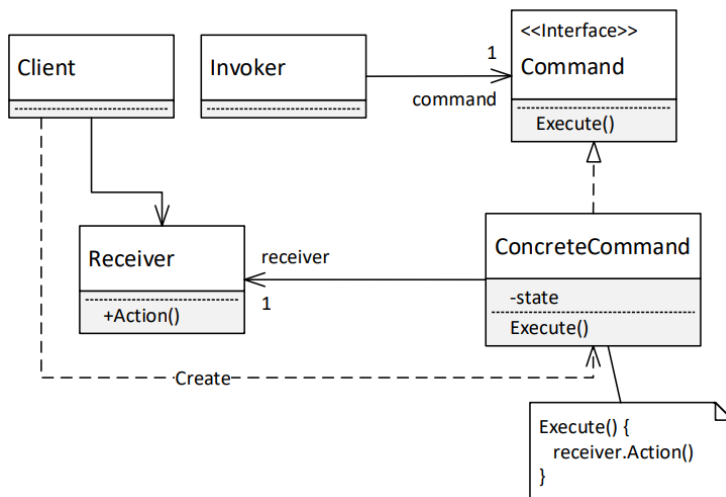 Client
Invoker
1
command
<<Interface>>
Command
Execute()
Receiver
+Action()
receiver
1
ConcreteCommand
-state
Execute()
Create
Execute() {
receiver.Action()
}